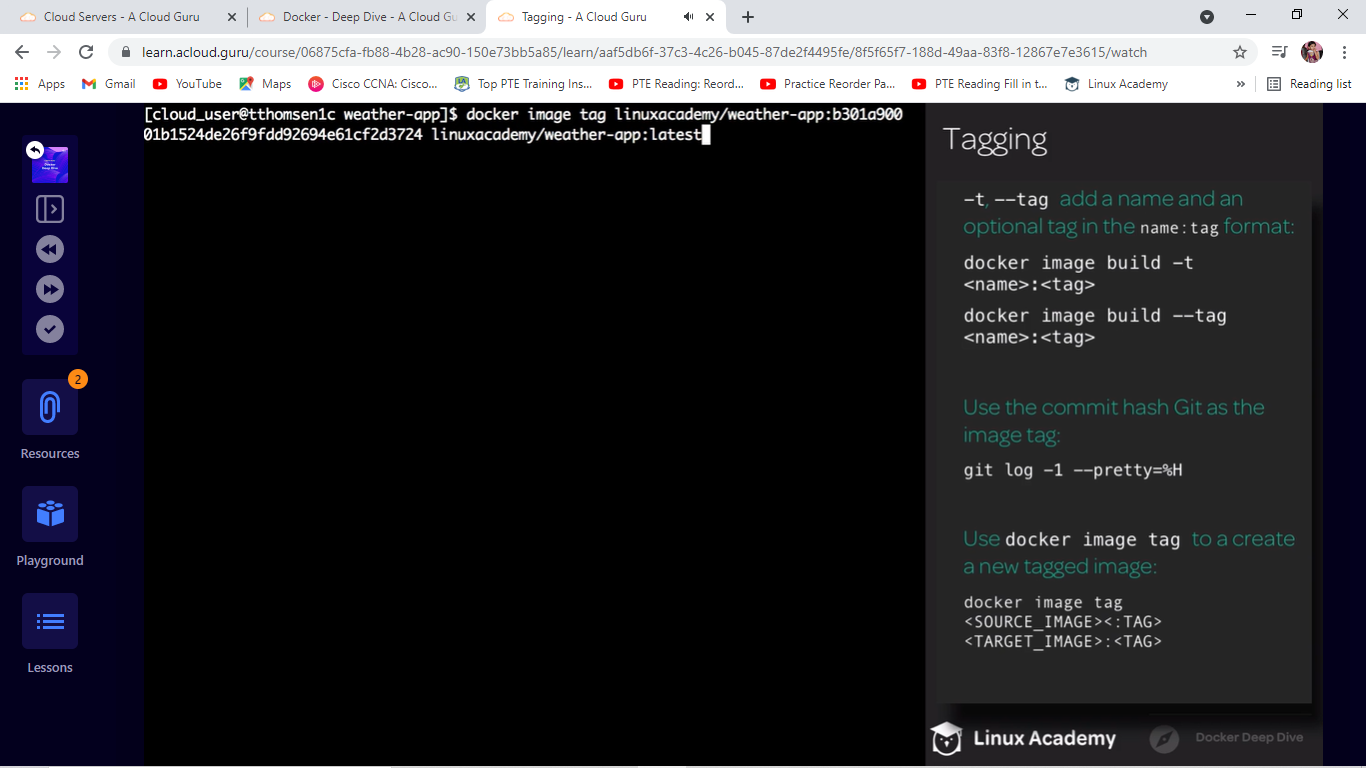 Cloud Servers - A Cloud Guru
Docker - Deep Dive - A Cloud Gu
Tagging - A Cloud Guru
learn.acloud.guru/course/06875cfa-fb88-4b28-ac90-150e73bb5a85/learn/aaf5db6f-37c3-4c26-b045-87de2f4495fe/8f5f65f7-188d-49aa-83f8-12867e7e3615/watch
Apps
Gmail
YouTube
Maps
Cisco CCNA: Cisco...
Top PTE Training Ins...
PTE Reading: Reord...
Practice Reorder Pa...
PTE Reading Fill in t...
Linux Academy
»
Reading list
Docker
Deep Dive
2
Resources
Playground
Lessons
[cloud_user@tthomsen1c weather-app]$ docker image tag linuxacademy/weather-app:b301a900
01b1524de26f9fdd92694e61cf2d3724 linuxacademy/weather-app:latest
Tagging
-t, --tag add a name and an
optional tag in the name:tag format:
docker image build -t
<name>:<tag>
docker image build --tag
<name>:<tag>
Use the commit hash Git as the
image tag:
git log -1 --pretty=%H
Use docker image tag to a create
a new tagged image:
docker image tag
<SOURCE_IMAGE><:TAG>
<TARGET_IMAGE>:<TAG>
Linux Academy
Docker Deep Dive